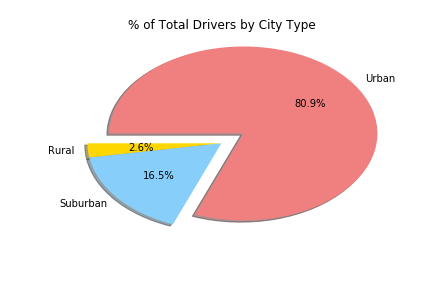 % of Total Drivers by City Type
Urban
80.9%
Rural
2.6%
16.5%
Suburban